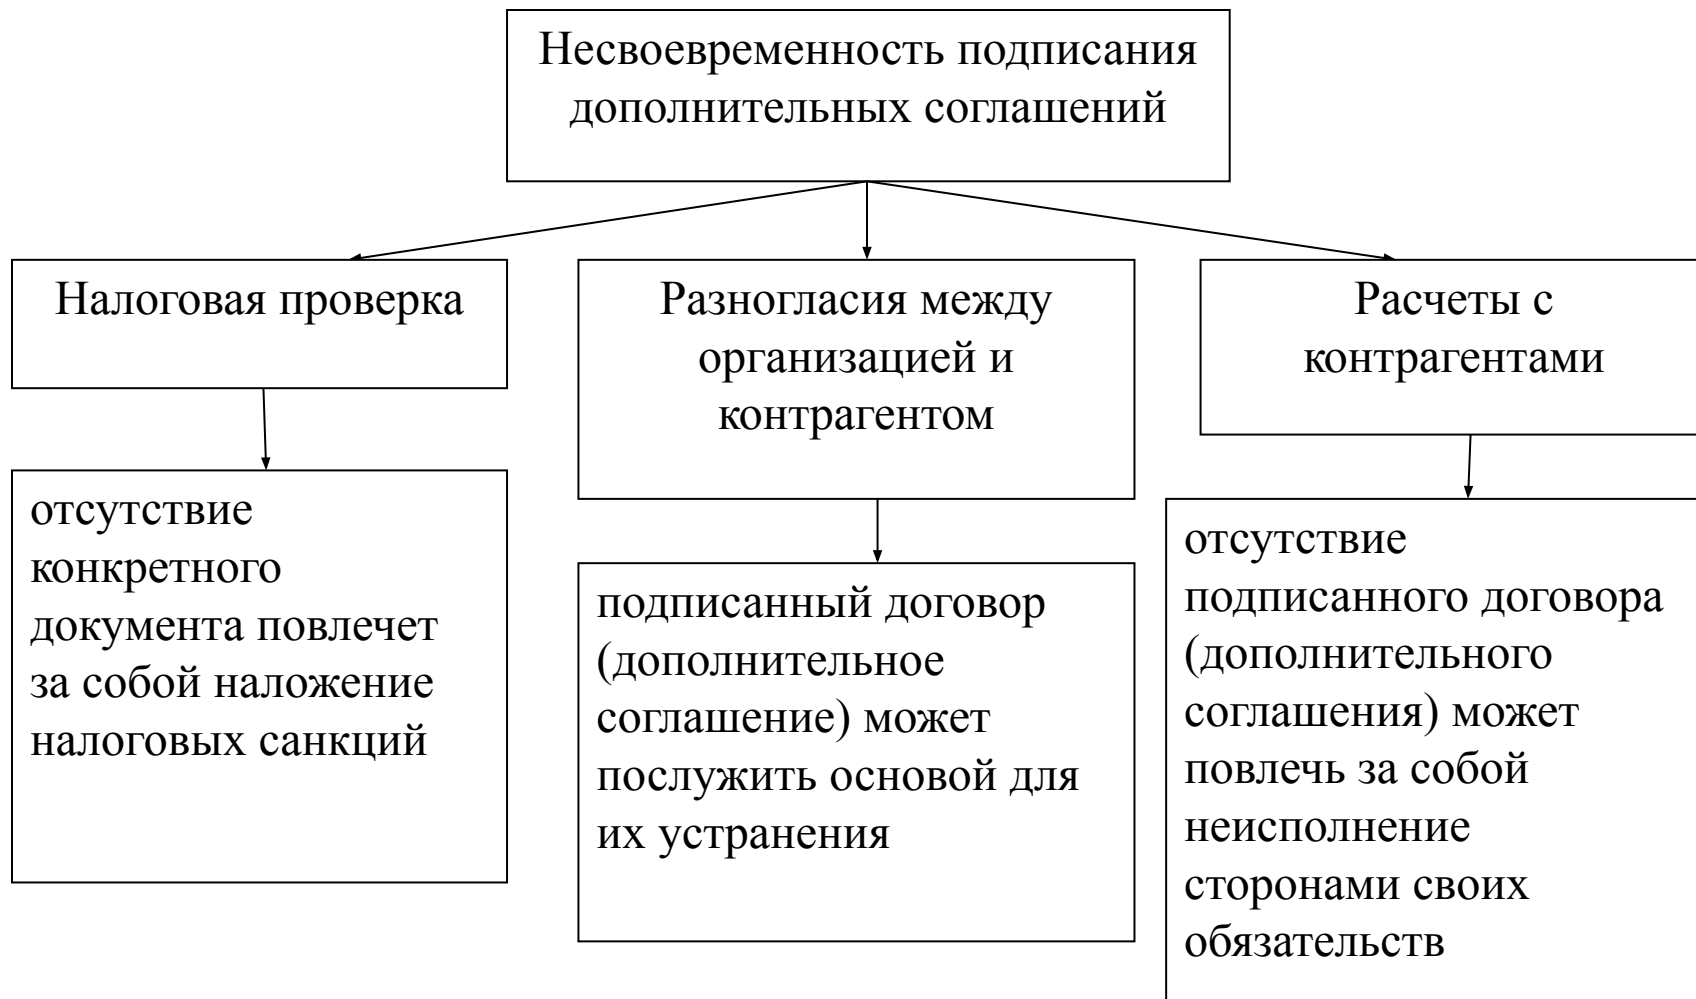 Несвоевременность подписания
дополнительных соглашений
Налоговая проверка
Разногласия между
организацией и
контрагентом
Расчеты с
контрагентами
отсутствие
конкретного
документа повлечет
за собой наложение
налоговых санкций
подписанный договор
(дополнительное
соглашение) может
послужить основой для
их устранения
отсутствие
подписанного договора
(дополнительного
соглашения) может
повлечь за собой
неисполнение
сторонами своих
обязательств